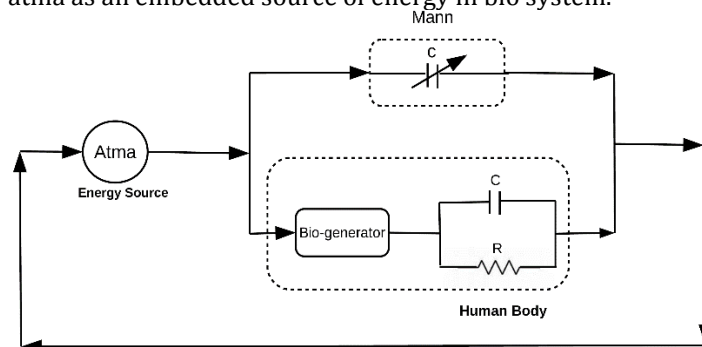 atma as an embedded source of energy in bio system.
Mann
C
Atma
Energy Source
C
Bio-generator
R
Human Body